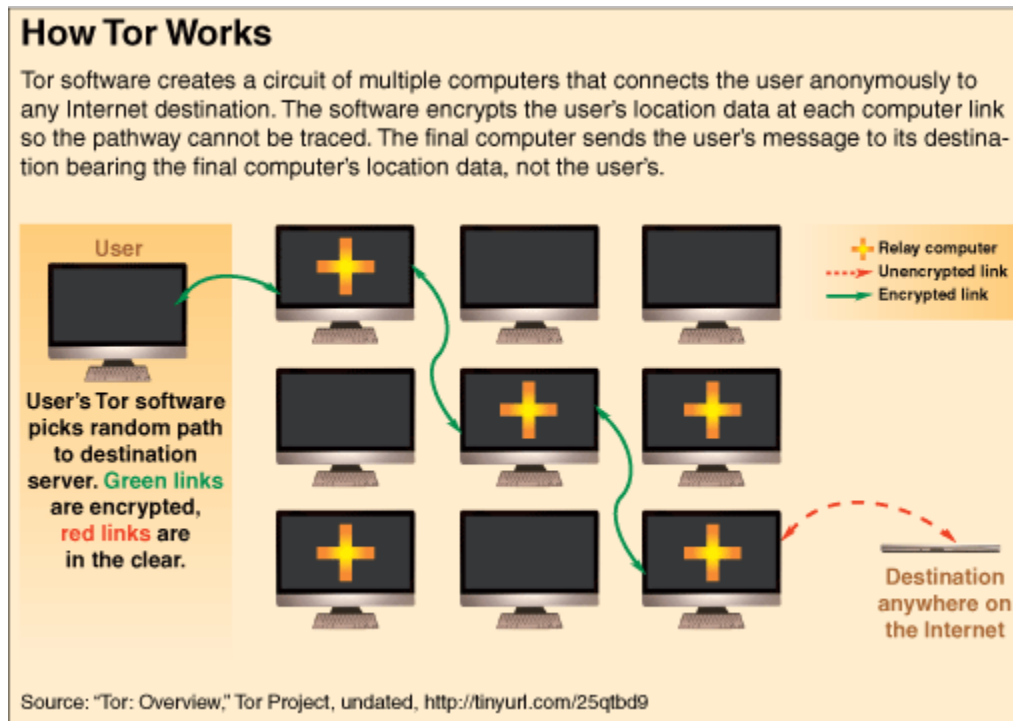 How Tor Works
Tor software creates a circuit of multiple computers that connects the user anonymously to
any Internet destination. The software encrypts the user's location data at each computer link
so the pathway cannot be traced. The final computer sends the user's message to its destina-
tion bearing the final computer's location data, not the user's.
User
User's Tor software
picks random path
to destination
server. Green links
are encrypted,
red links are
in the clear.
Relay computer
Unencrypted link
Encrypted link
Destination
anywhere on
the Internet
Source: "Tor: Overview," Tor Project, undated, http://tinyurl.com/25qtbd9